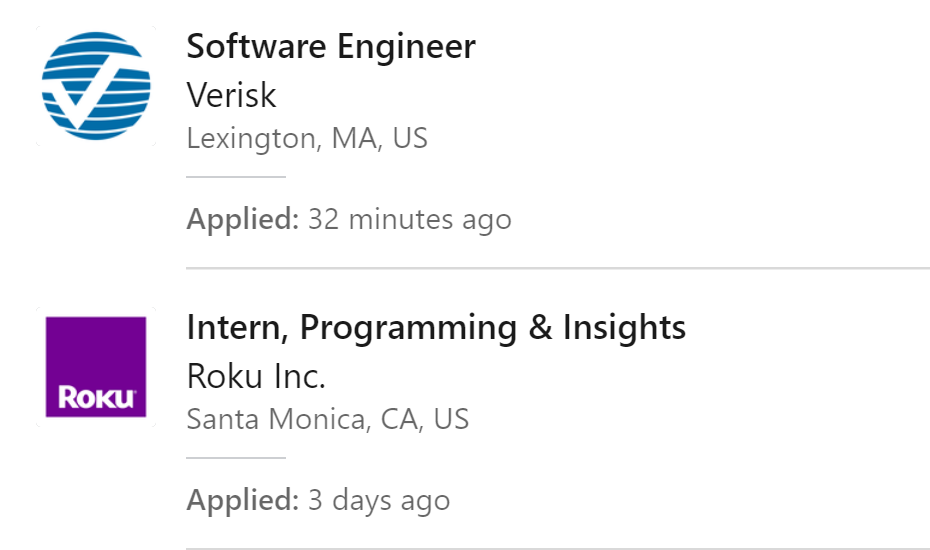 Software Engineer
Verisk
Lexington, MA, US
Applied: 32 minutes ago
Intern, Programming & Insights
ROKU
Roku Inc.
Santa Monica, CA, US
Applied: 3 days ago